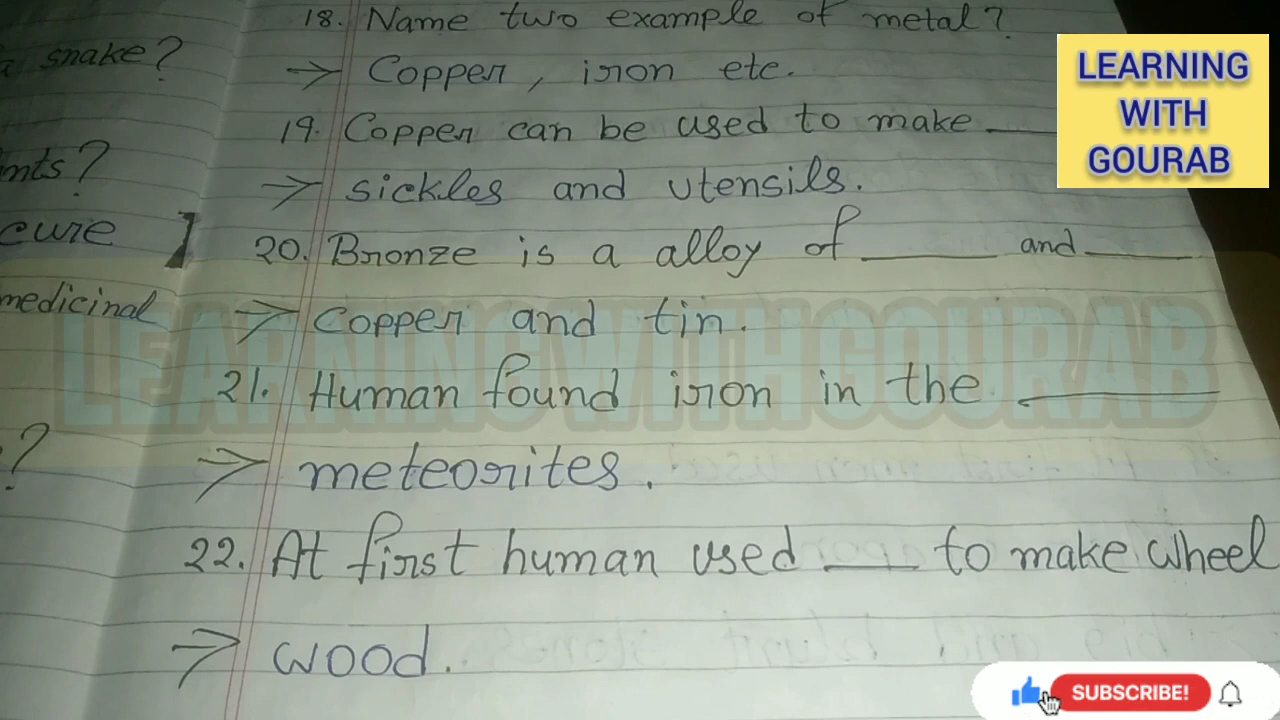 18. Name two example of metal?
→ Copper, iron etc.
19. Copper can be used to make ___
→ sickles and utensils.
20. Bronze is a alloy of ___ and ___
→ Copper and tin.
21. Human found iron in the ___
→ meteorites.
22. At first human used ___ to make wheel
→ wood.
snake?
?
cure ]
medicinal
?
LEARNING
WITH
GOURAB
LEARNINGWITHGOURAB
SUBSCRIBE!